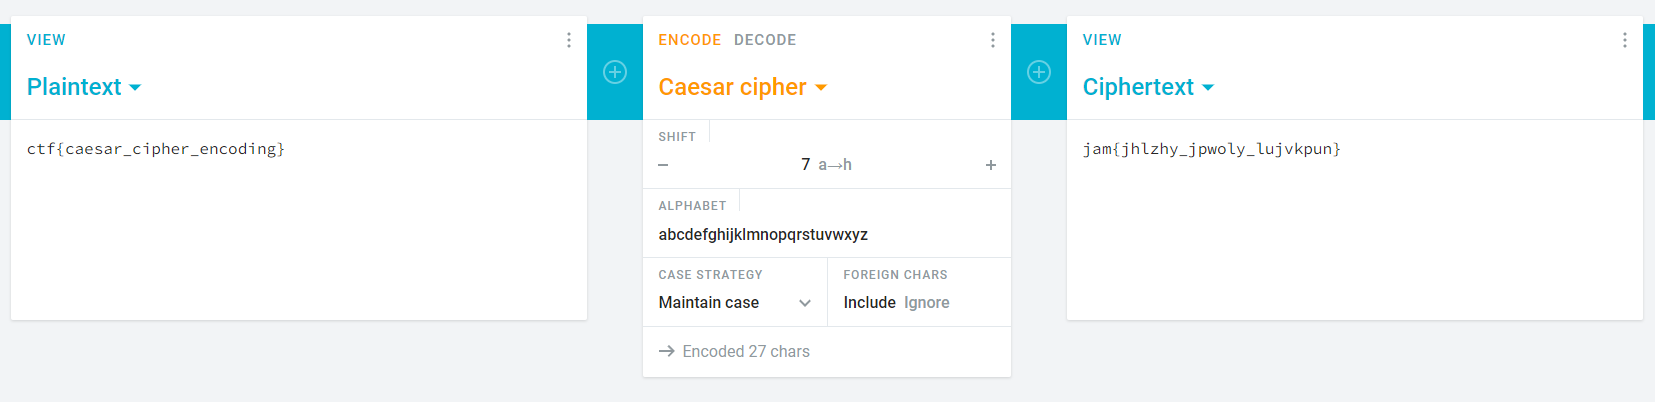 VIEW
Plaintext
ctf{caesar_cipher_encoding}
ENCODE DECODE
Caesar cipher
SHIFT
− 7 a→h +
ALPHABET
abcdefghijklmnopqrstuvwxyz
CASE STRATEGY
Maintain case
FOREIGN CHARS
Include Ignore
→ Encoded 27 chars
VIEW
Ciphertext
jam{jhlzhy_jpwoly_lujvkpun}